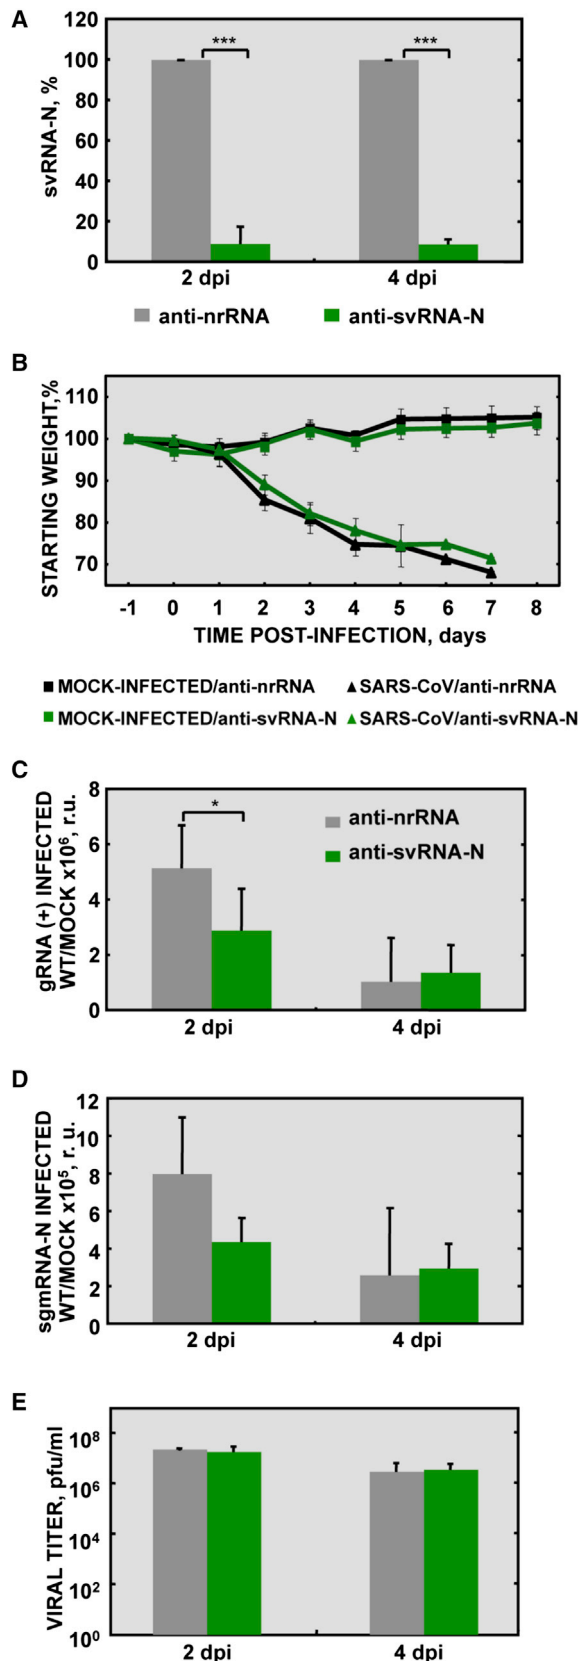 A
svRNA-N, %
120
100
80
60
40
20
0
***
***
2 dpi
4 dpi
anti-nrRNA
anti-svRNA-N
B
STARTING WEIGHT,%
110
100
90
80
70
-1 0 1 2 3 4 5 6 7 8
TIME POST-INFECTION, days
MOCK-INFECTED/anti-nrRNA
SARS-CoV/anti-nrRNA
MOCK-INFECTED/anti-svRNA-N
SARS-CoV/anti-svRNA-N
C
gRNA (+) INFECTED
WT/MOCK x10⁶, r.u.
8
6
4
2
0
*
anti-nrRNA
anti-svRNA-N
2 dpi
4 dpi
D
sgmRNA-N INFECTED
WT/MOCK x10⁵, r. u.
12
10
8
6
4
2
0
2 dpi
4 dpi
E
VIRAL TITER, pfu/ml
10⁸
10⁶
10⁴
10²
10⁰
2 dpi
4 dpi